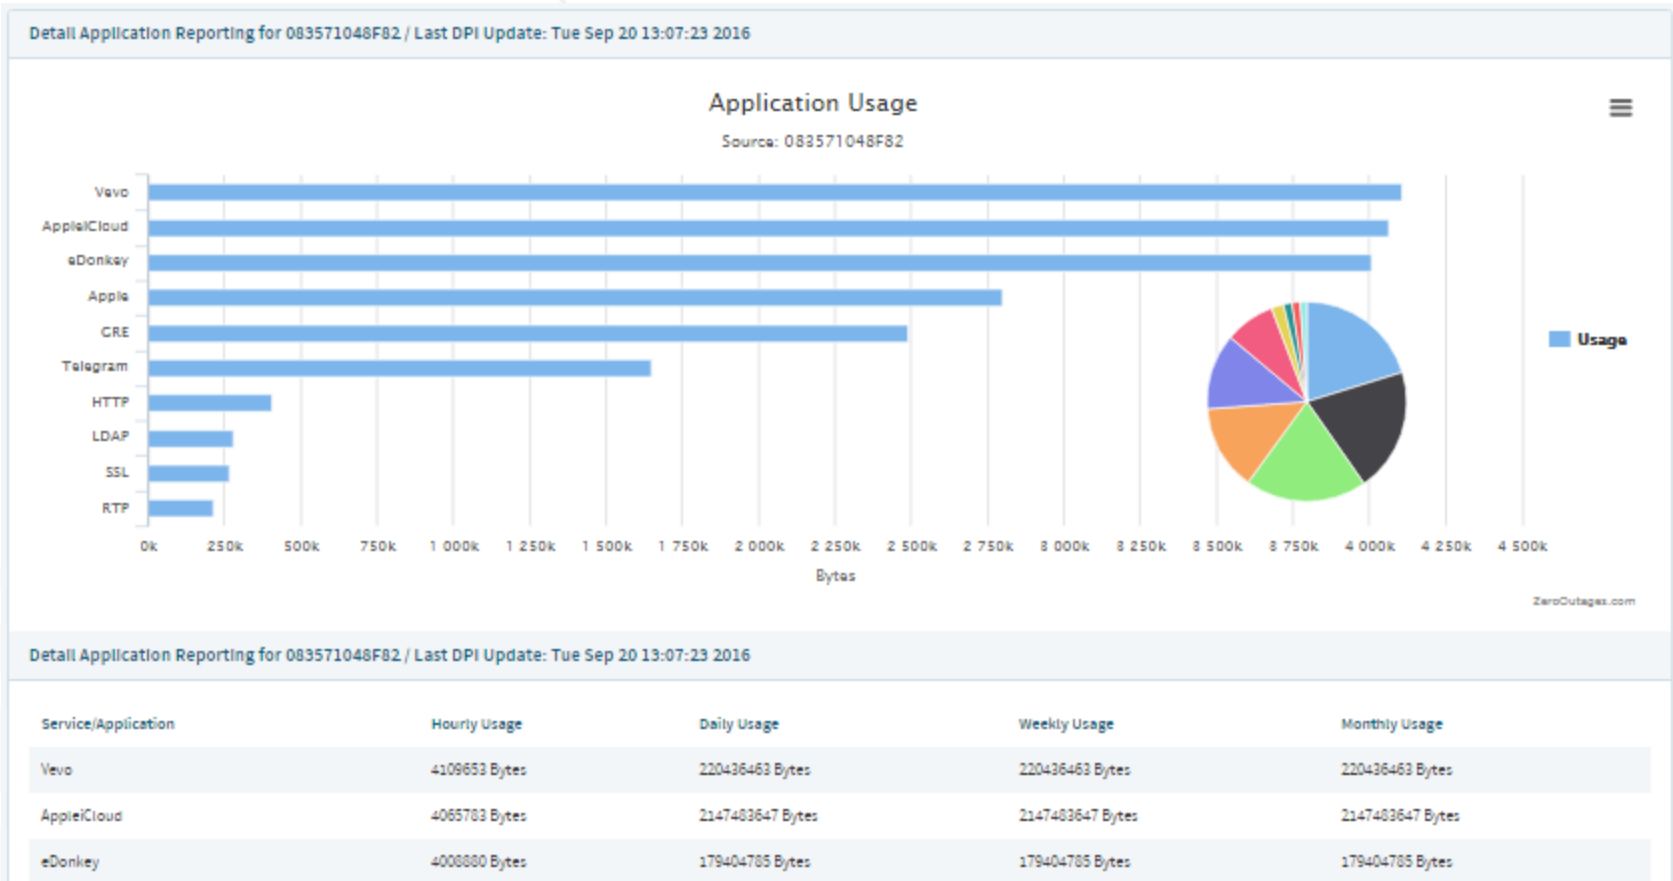 Detail Application Reporting for 083571048F82 / Last DPI Update: Tue Sep 20 13:07:23 2016
Application Usage
Source: 083571048F82
Vevo
AppleiCloud
eDonkey
Apple
GRE
Telegram
HTTP
LDAP
SSL
RTP
Usage
0k 250k 500k 750k 1 000k 1 250k 1 500k 1 750k 2 000k 2 250k 2 500k 2 750k 3 000k 3 250k 3 500k 3 750k 4 000k 4 250k 4 500k
Bytes
ZeroOutages.com
Detail Application Reporting for 083571048F82 / Last DPI Update: Tue Sep 20 13:07:23 2016
Service/Application Hourly Usage Daily Usage Weekly Usage Monthly Usage
Vevo 4109653 Bytes 220436463 Bytes 220436463 Bytes 220436463 Bytes
AppleiCloud 4065783 Bytes 2147483647 Bytes 2147483647 Bytes 2147483647 Bytes
eDonkey 4008880 Bytes 179404785 Bytes 179404785 Bytes 179404785 Bytes